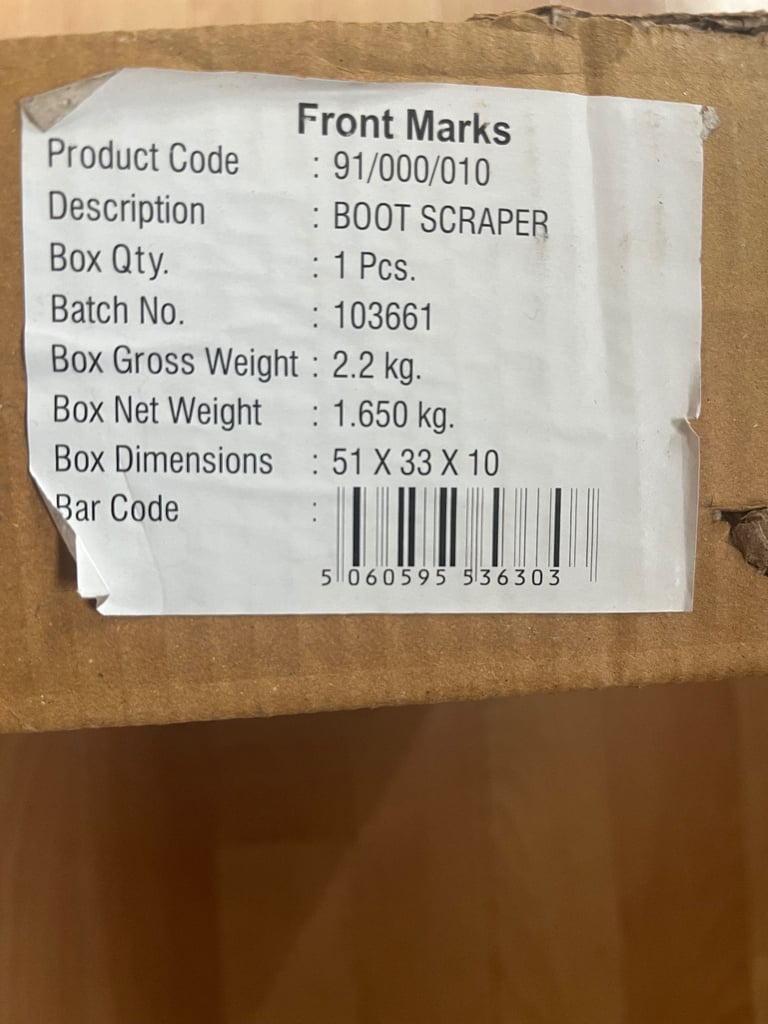 Front Marks
Product Code : 91/000/010
Description : BOOT SCRAPER
Box Qty. : 1 Pcs.
Batch No. : 103661
Box Gross Weight : 2.2 kg.
Box Net Weight : 1.650 kg.
Box Dimensions : 51 X 33 X 10
Bar Code :
5 060595 536303